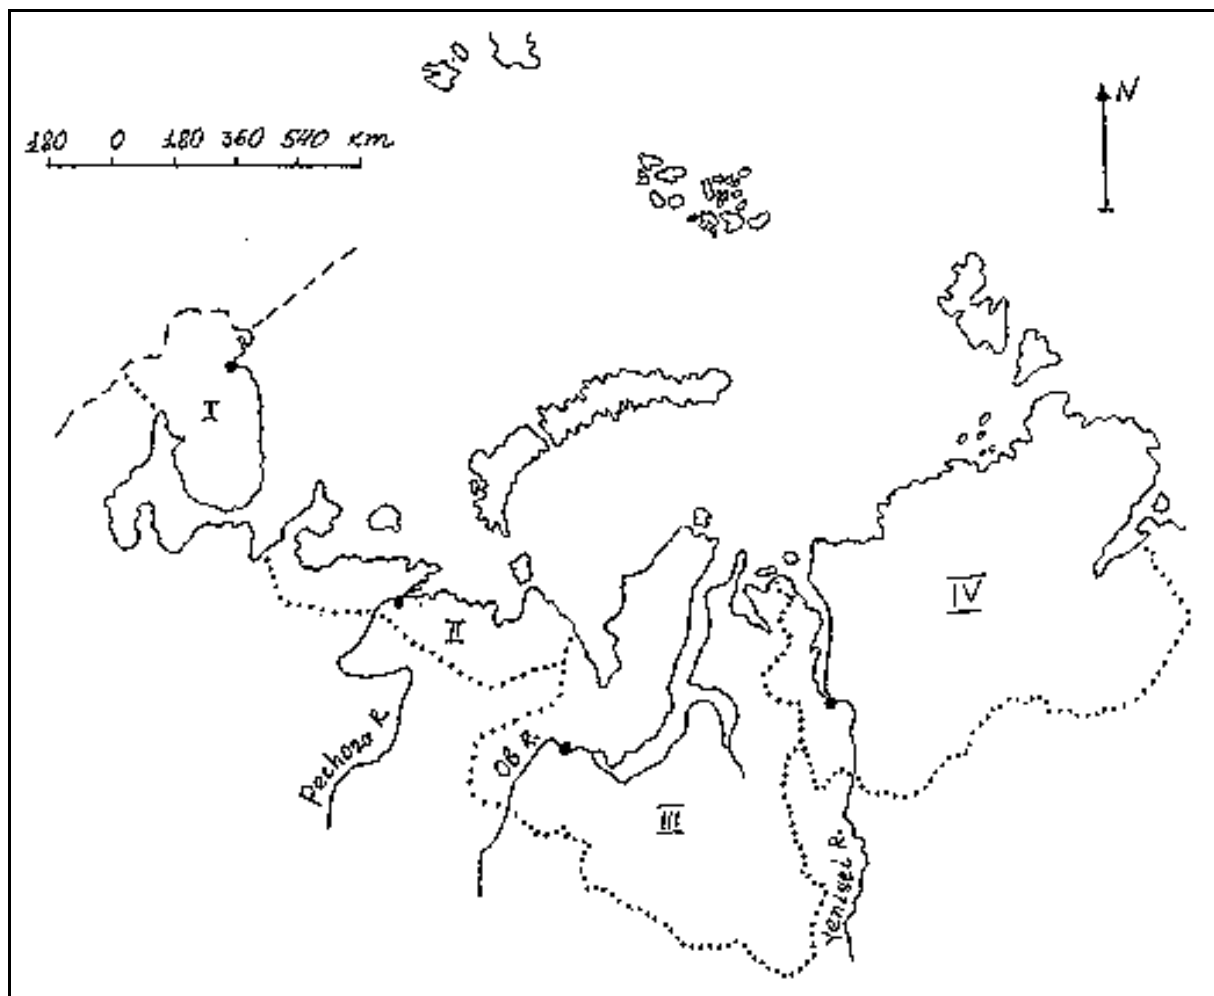 N
180 0 180 360 540 km
I
II
IV
Pechora R.
Ob R.
III
Yenisei R.